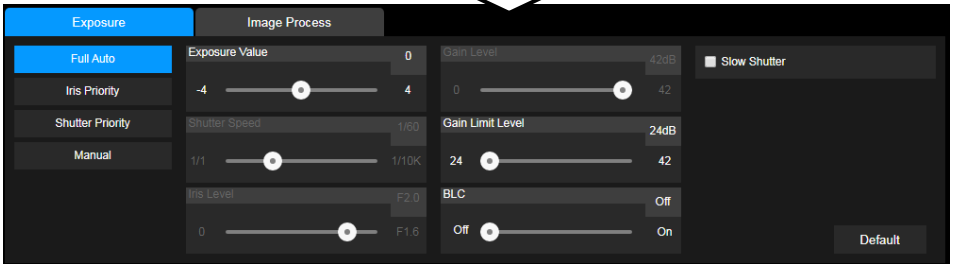 Exposure Image Process
Full Auto
Iris Priority
Shutter Priority
Manual
Exposure Value 0
-4 4
Shutter Speed 1/60
1/1 1/10K
Iris Level F2.0
0 F1.6
Gain Level 42dB
0 42
Gain Limit Level 24dB
24 42
BLC Off
Off On
Slow Shutter
Default